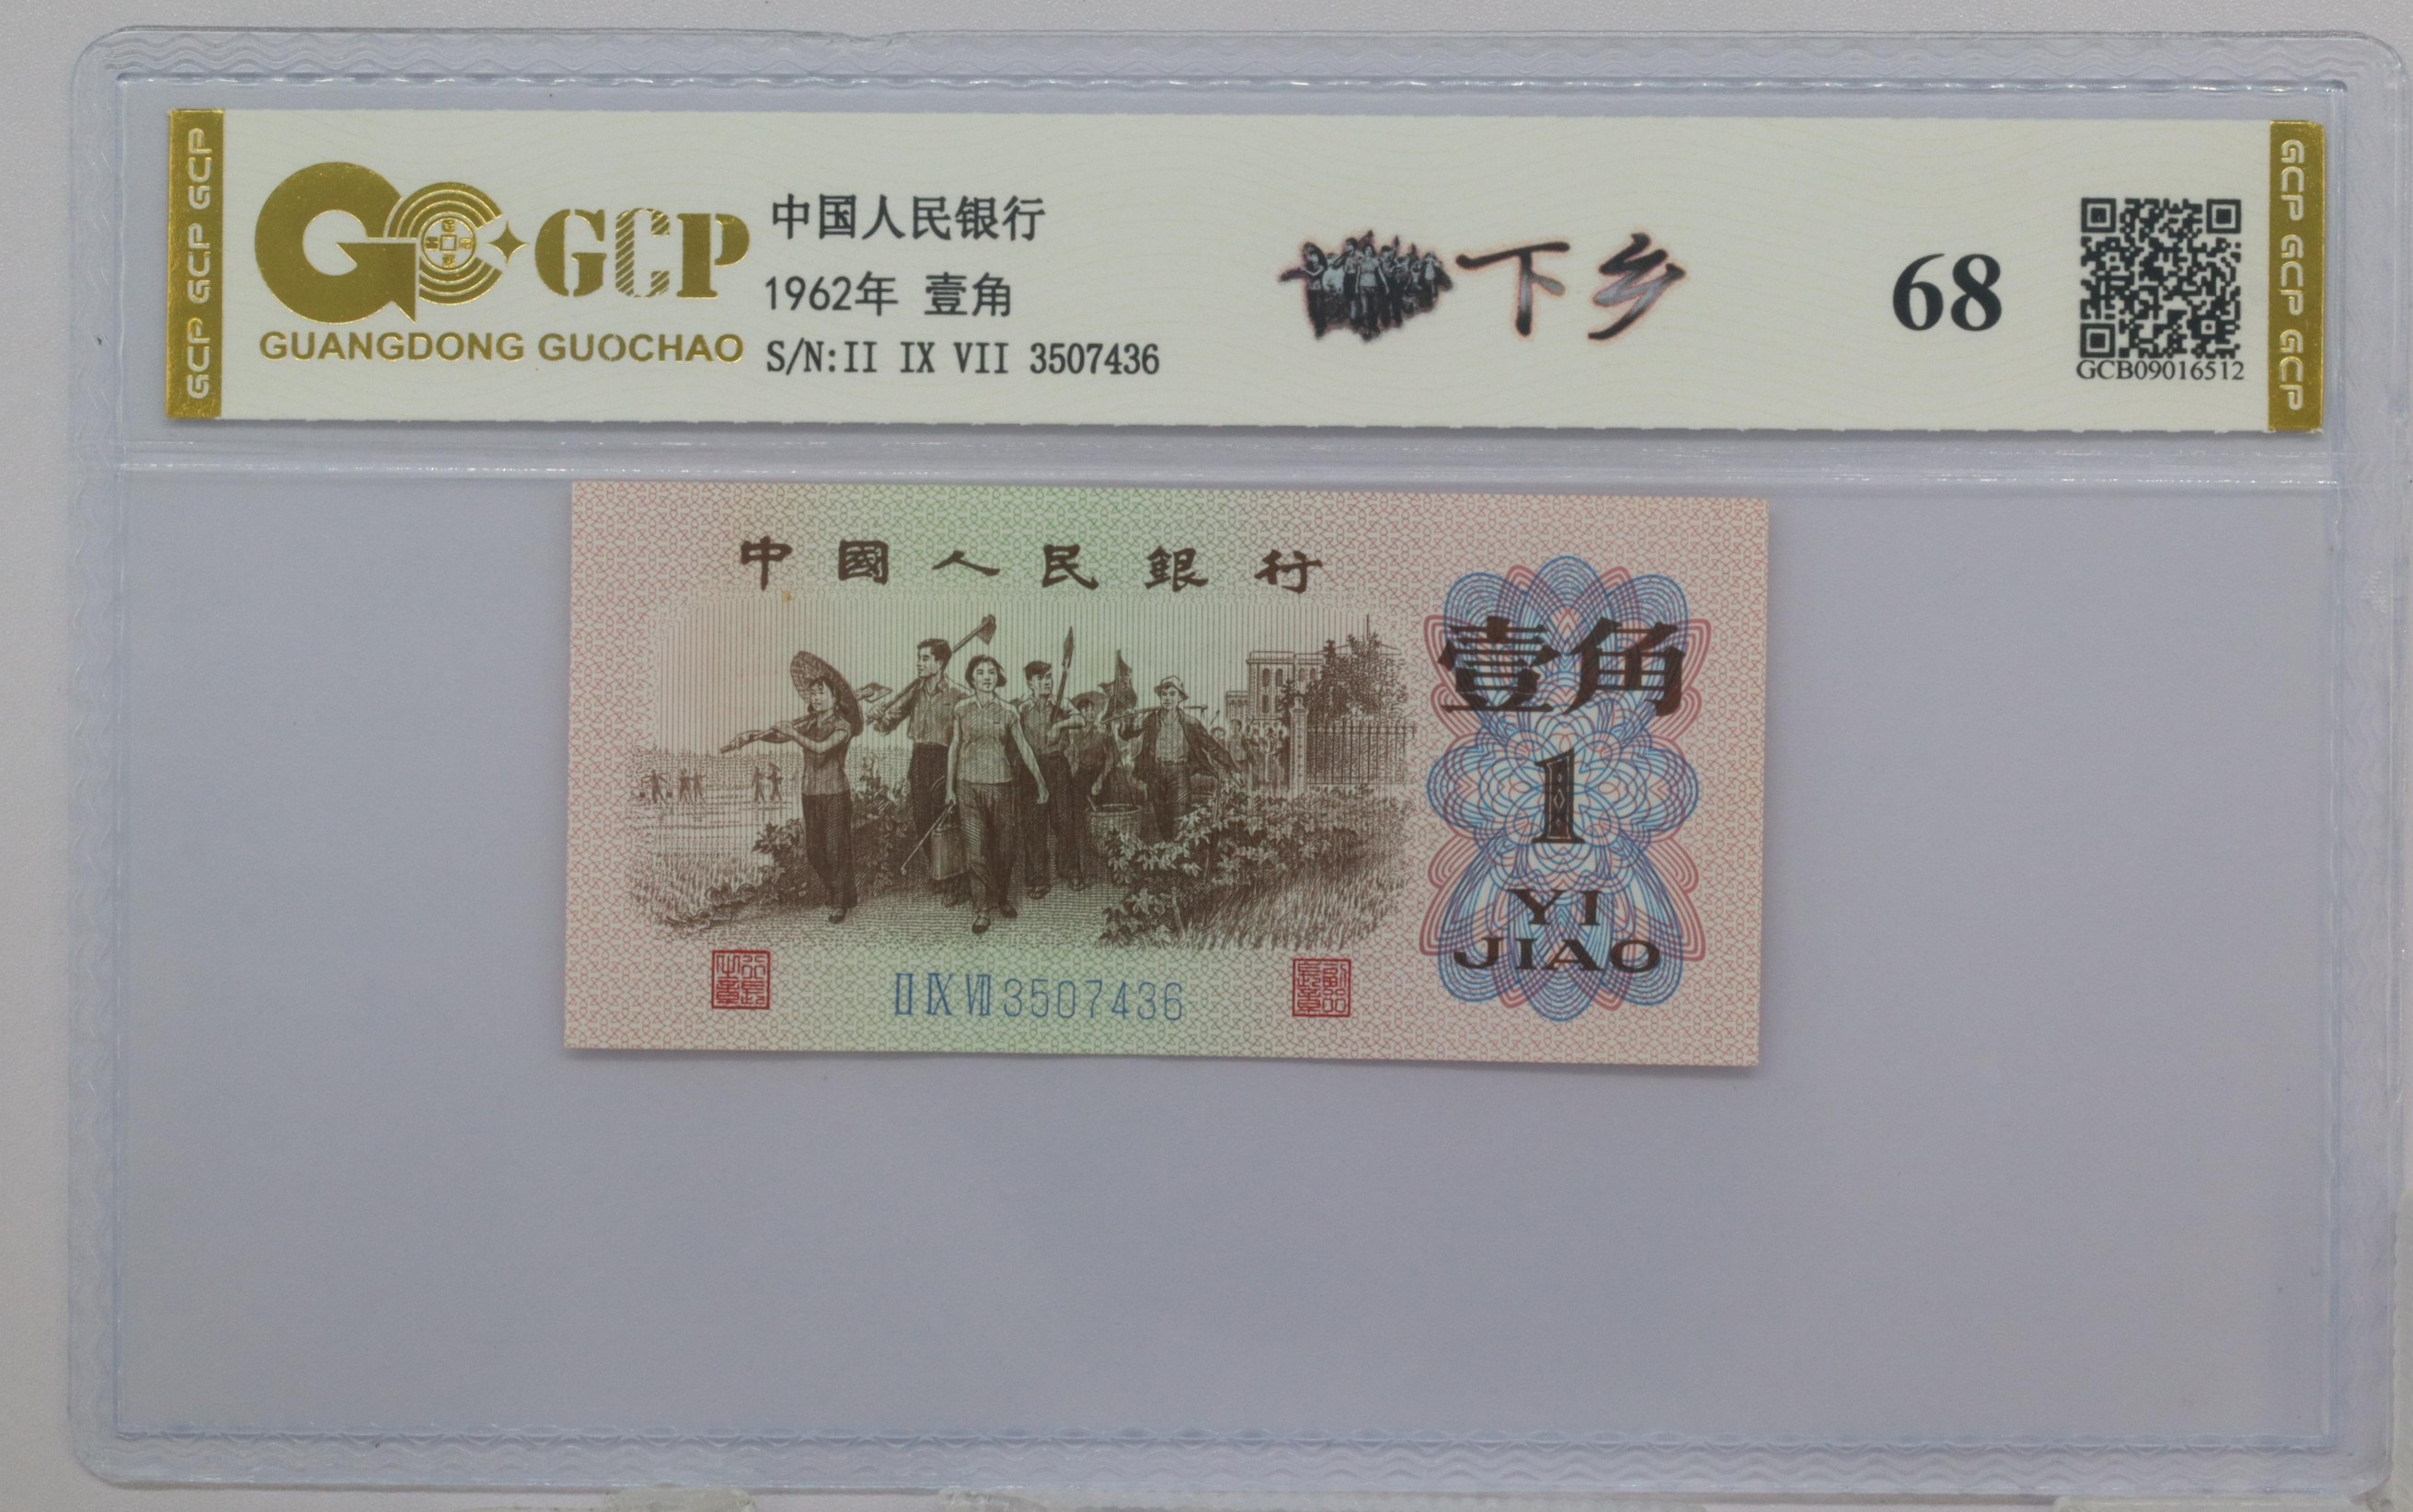 GCP GCP GCP
GCP
GUANGDONG GUOCHAO
中国人民银行
1962年 壹角
S/N:II IX VII 3507436
下乡
68
GCB09016512
GCP GCP GCP GCP
中國人民銀行
壹角
1
YI
JIAO
II IX VII 3507436